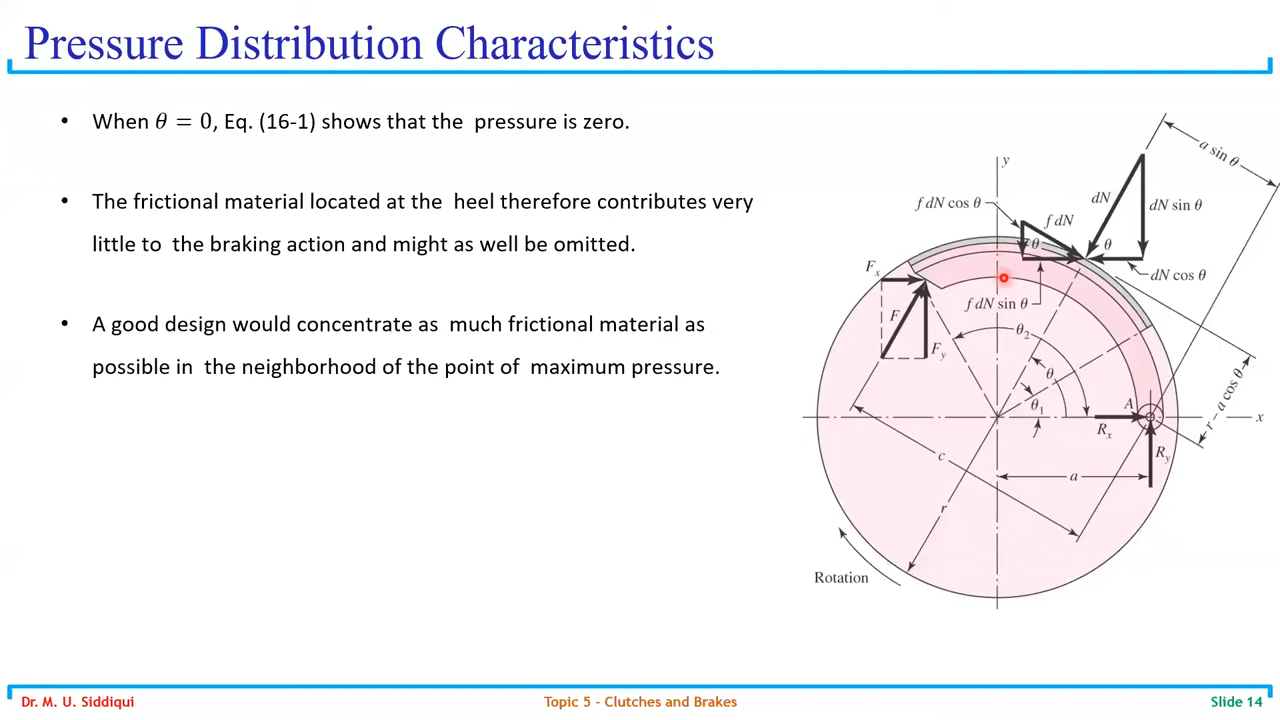 Pressure Distribution Characteristics
• When θ = 0, Eq. (16-1) shows that the pressure is zero.
• The frictional material located at the heel therefore contributes very
little to the braking action and might as well be omitted.
• A good design would concentrate as much frictional material as
possible in the neighborhood of the point of maximum pressure.
y
a sin θ
dN
dN sin θ
f dN cos θ
f dN
θ
θ
dN cos θ
Fx
f dN sin θ
F
θ2
Fy
θ
r – a cos θ
θ1
A
Rx
x
Ry
c
a
r
Rotation
Dr. M. U. Siddiqui
Topic 5 - Clutches and Brakes
Slide 14